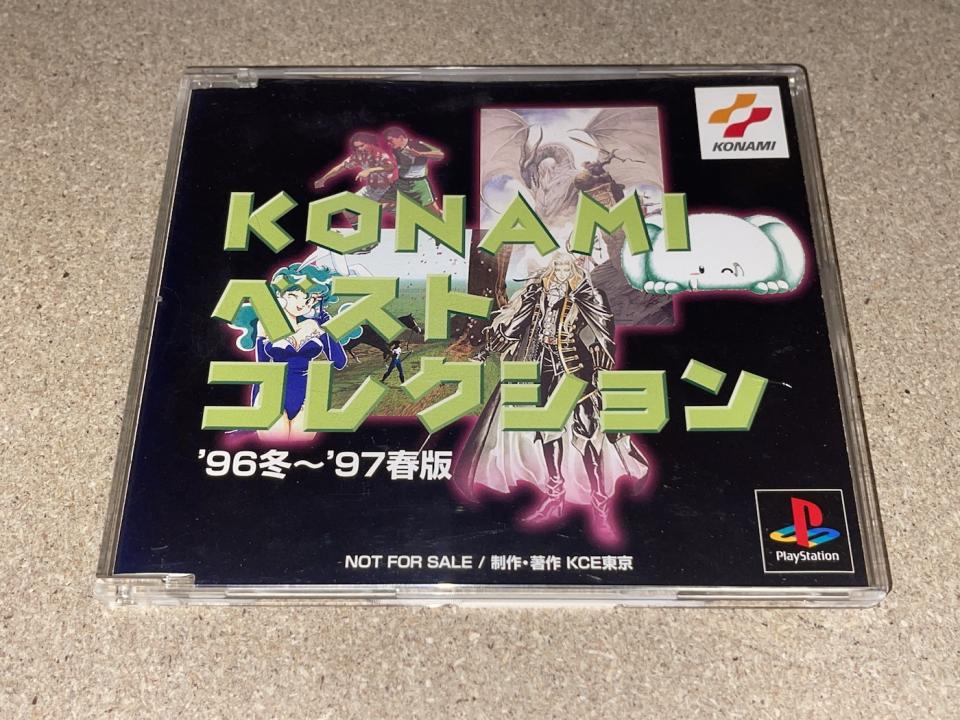 KONAMI
KONAMI
ベスト
コレクション
'96冬～'97春版
PlayStation
NOT FOR SALE / 制作・著作 KCE東京